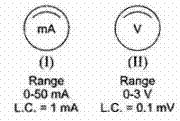 mA V
(I) (II)
Range Range
0-50 mA 0-3 V
L.C. = 1 mA L.C. = 0.1 mV